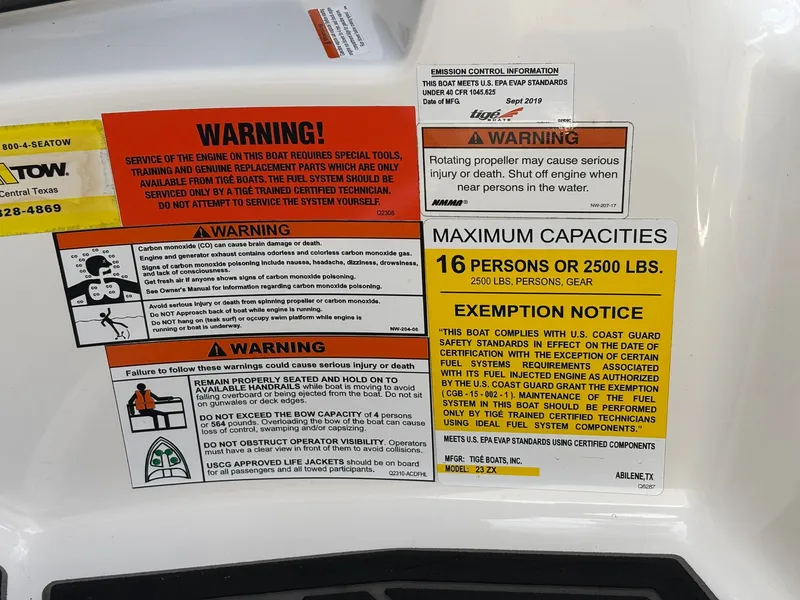 EMISSION CONTROL INFORMATION
THIS BOAT MEETS U.S. EPA EVAP STANDARDS
UNDER 40 CFR 1045.625
Date of MFG. Sept 2019
tigé
BOATS
800-4-SEATOW
TOW.
Central Texas
328-4869
WARNING!
SERVICE OF THE ENGINE ON THIS BOAT REQUIRES SPECIAL TOOLS,
TRAINING AND GENUINE REPLACEMENT PARTS WHICH ARE ONLY
AVAILABLE FROM TIGÉ BOATS. THE FUEL SYSTEM SHOULD BE
SERVICED ONLY BY A TIGÉ TRAINED CERTIFIED TECHNICIAN.
DO NOT ATTEMPT TO SERVICE THE SYSTEM YOURSELF.
Q2305
WARNING
Rotating propeller may cause serious
injury or death. Shut off engine when
near persons in the water.
NMMA®
NW-207-17
WARNING
Carbon monoxide (CO) can cause brain damage or death.
Engine and generator exhaust contains odorless and colorless carbon monoxide gas.
Signs of carbon monoxide poisoning include nausea, headache, dizziness, drowsiness,
and lack of consciousness.
Get fresh air if anyone shows signs of carbon monoxide poisoning.
See Owner's Manual for information regarding carbon monoxide poisoning.
Avoid serious injury or death from spinning propeller or carbon monoxide.
Do NOT Approach back of boat while engine is running.
Do NOT hang on (teak surf) or occupy swim platform while engine is
running or boat is underway.
NW-204-06
WARNING
Failure to follow these warnings could cause serious injury or death
REMAIN PROPERLY SEATED AND HOLD ON TO
AVAILABLE HANDRAILS while boat is moving to avoid
falling overboard or being ejected from the boat. Do not sit
on gunwales or deck edges.
DO NOT EXCEED THE BOW CAPACITY OF 4 persons
or 564 pounds. Overloading the bow of the boat can cause
loss of control, swamping and/or capsizing.
DO NOT OBSTRUCT OPERATOR VISIBILITY. Operators
must have a clear view in front of them to avoid collisions.
USCG APPROVED LIFE JACKETS should be on board
for all passengers and all towed participants.
Q2310-ACDFHL
MAXIMUM CAPACITIES
16 PERSONS OR 2500 LBS.
2500 LBS, PERSONS, GEAR
EXEMPTION NOTICE
"THIS BOAT COMPLIES WITH U.S. COAST GUARD
SAFETY STANDARDS IN EFFECT ON THE DATE OF
CERTIFICATION WITH THE EXCEPTION OF CERTAIN
FUEL SYSTEMS REQUIREMENTS ASSOCIATED
WITH ITS FUEL INJECTED ENGINE AS AUTHORIZED
BY THE U.S. COAST GUARD GRANT THE EXEMPTION
( CGB - 15 - 002 - 1 ). MAINTENANCE OF THE FUEL
SYSTEM IN THIS BOAT SHOULD BE PERFORMED
ONLY BY TIGE TRAINED CERTIFIED TECHNICIANS
USING IDEAL FUEL SYSTEM COMPONENTS."
MEETS U.S. EPA EVAP STANDARDS USING CERTIFIED COMPONENTS
MFGR: TIGÉ BOATS, INC.
MODEL: 23 ZX
ABILENE,TX
Q6287